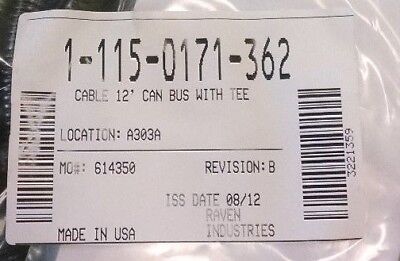 1-115-0171-362
CABLE 12' CAN BUS WITH TEE
LOCATION: A303A
MO#: 614350 REVISION: B
ISS DATE 08/12
RAVEN
INDUSTRIES
MADE IN USA
3221359